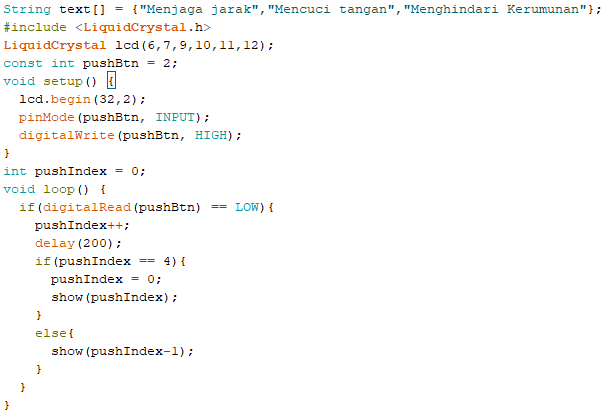 String text[] = {"Menjaga jarak","Mencuci tangan","Menghindari Kerumunan"};
#include <LiquidCrystal.h>
LiquidCrystal lcd(6,7,9,10,11,12);
const int pushBtn = 2;
void setup() {
  lcd.begin(32,2);
  pinMode(pushBtn, INPUT);
  digitalWrite(pushBtn, HIGH);
}
int pushIndex = 0;
void loop() {
  if(digitalRead(pushBtn) == LOW){
    pushIndex++;
    delay(200);
    if(pushIndex == 4){
      pushIndex = 0;
      show(pushIndex);
    }
    else{
      show(pushIndex-1);
    }
  }
}